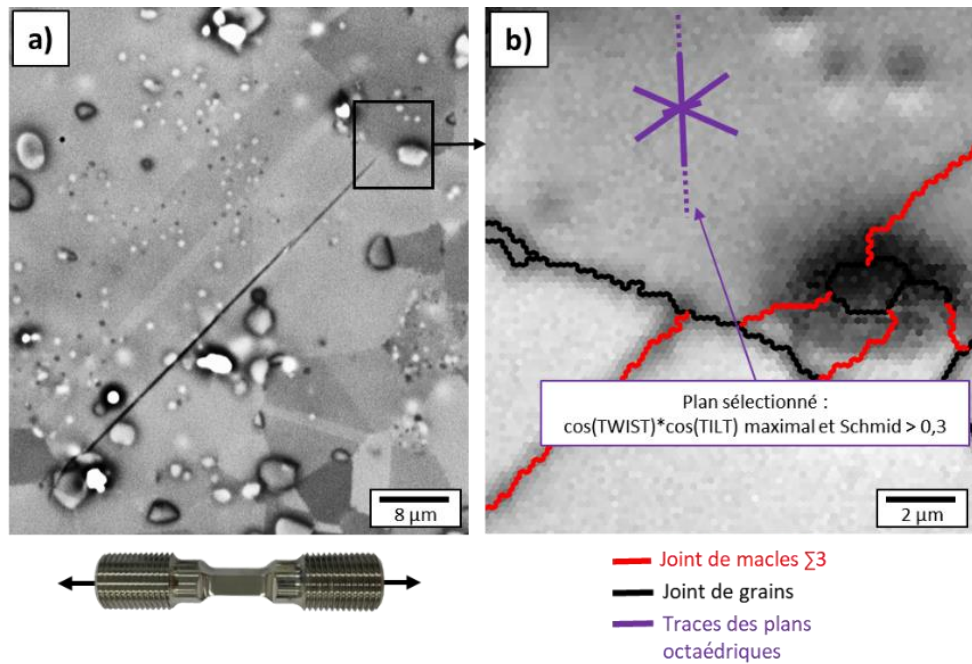 a)
b)
8 µm
Plan sélectionné :
cos(TWIST)*cos(TILT) maximal et Schmid > 0,3
2 µm
Joint de macles ∑3
Joint de grains
Traces des plans
octaédriques